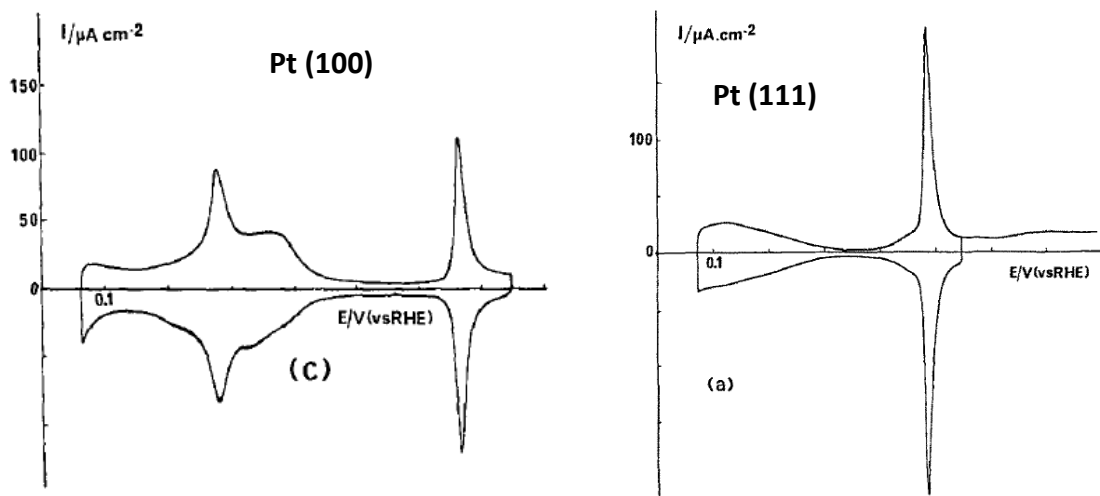 I/μA cm-2
Pt (100)
150
100
50
0
0.1
E/V(vsRHE)
(C)
I/μA.cm-2
Pt (111)
100
0
0.1
E/V(vsRHE)
(a)